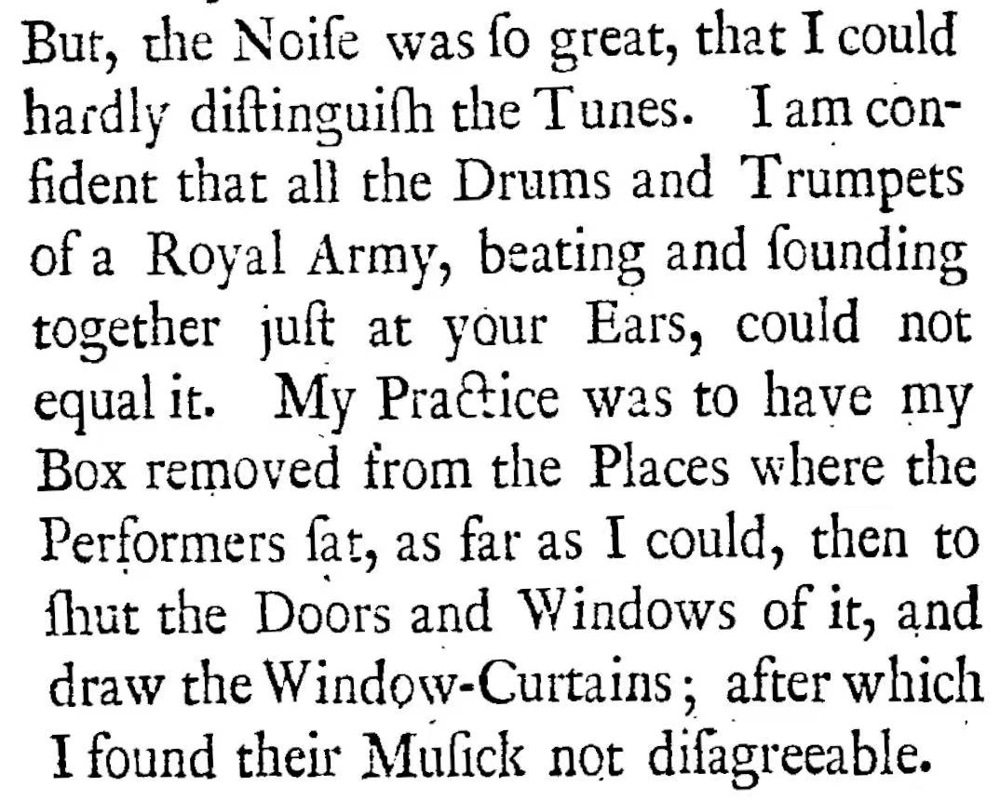 But, the Noiſe was ſo great, that I could
hardly diſtinguiſh the Tunes. I am con-
fident that all the Drums and Trumpets
of a Royal Army, beating and ſounding
together juſt at your Ears, could not
equal it. My Practice was to have my
Box removed from the Places where the
Performers ſat, as far as I could, then to
ſhut the Doors and Windows of it, and
draw the Window-Curtains; after which
I found their Muſick not diſagreeable.